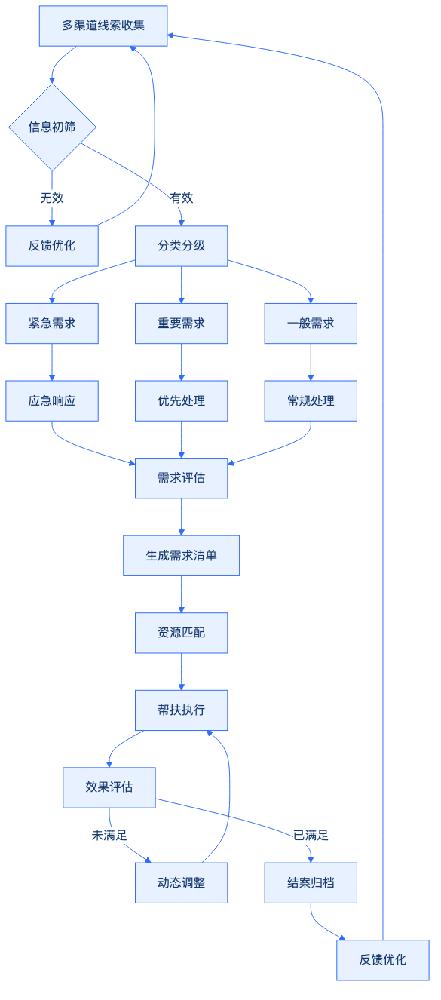 多渠道线索收集
信息初筛
无效
有效
反馈优化
分类分级
紧急需求
重要需求
一般需求
应急响应
优先处理
常规处理
需求评估
生成需求清单
资源匹配
帮扶执行
效果评估
未满足
已满足
动态调整
结案归档
反馈优化